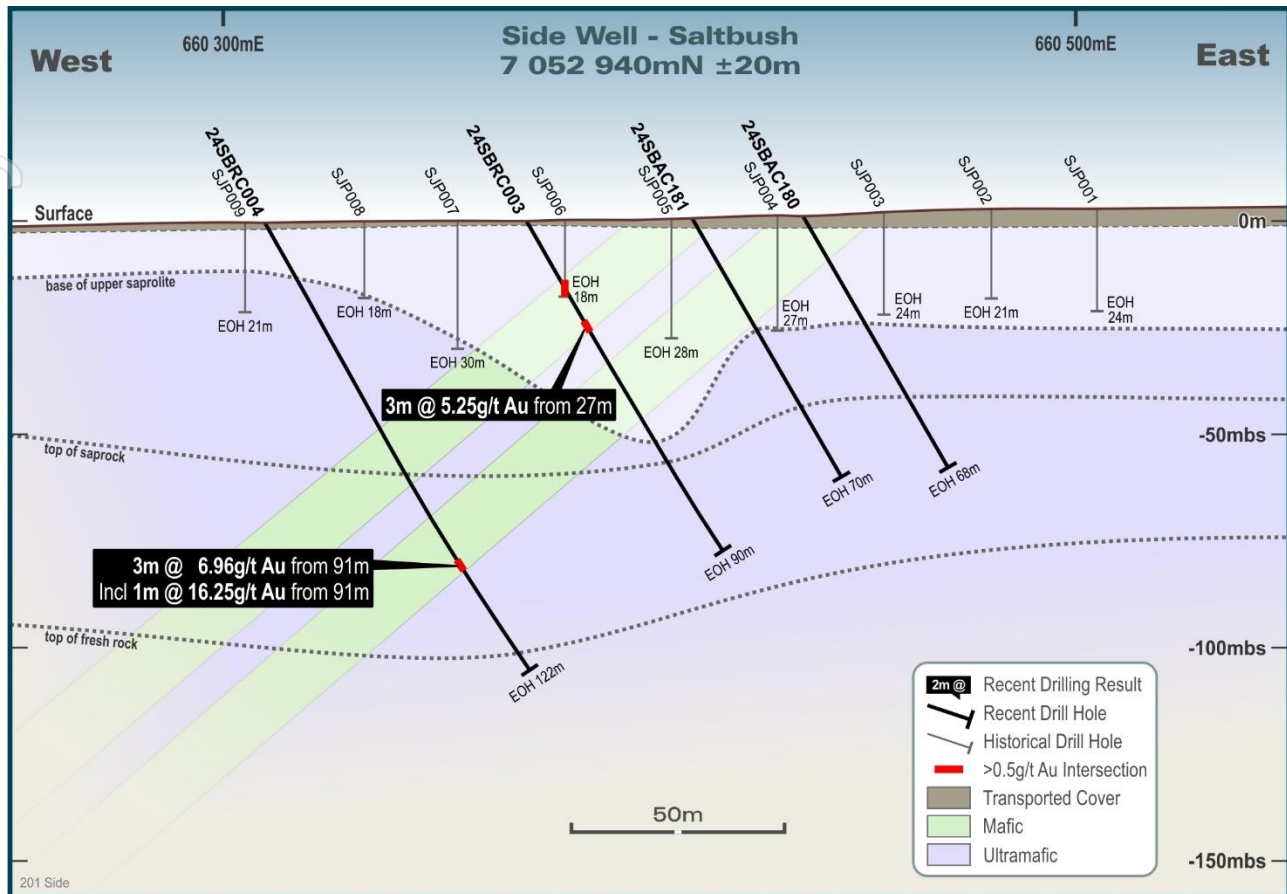 660 300mE
Side Well - Saltbush
660 500mE
West
7 052 940mN ±20m
East
24SBRC004
SJP009
SJP008
SJP007
24SBRC003
SJP006
24SBAC181
SJP005
24SBAC180
SJP004
SJP003
SJP002
SJP001
Surface
0m
base of upper saprolite
EOH 21m
EOH 18m
EOH 30m
EOH
18m
EOH 28m
EOH
27m
EOH
24m
EOH 21m
EOH
24m
3m @ 5.25g/t Au from 27m
top of saprock
-50mbs
EOH 70m
EOH 68m
EOH 90m
3m @ 6.96g/t Au from 91m
Incl 1m @ 16.25g/t Au from 91m
top of fresh rock
-100mbs
EOH 122m
2m @ Recent Drilling Result
Recent Drill Hole
Historical Drill Hole
>0.5g/t Au Intersection
Transported Cover
Mafic
Ultramafic
50m
-150mbs
201 Side